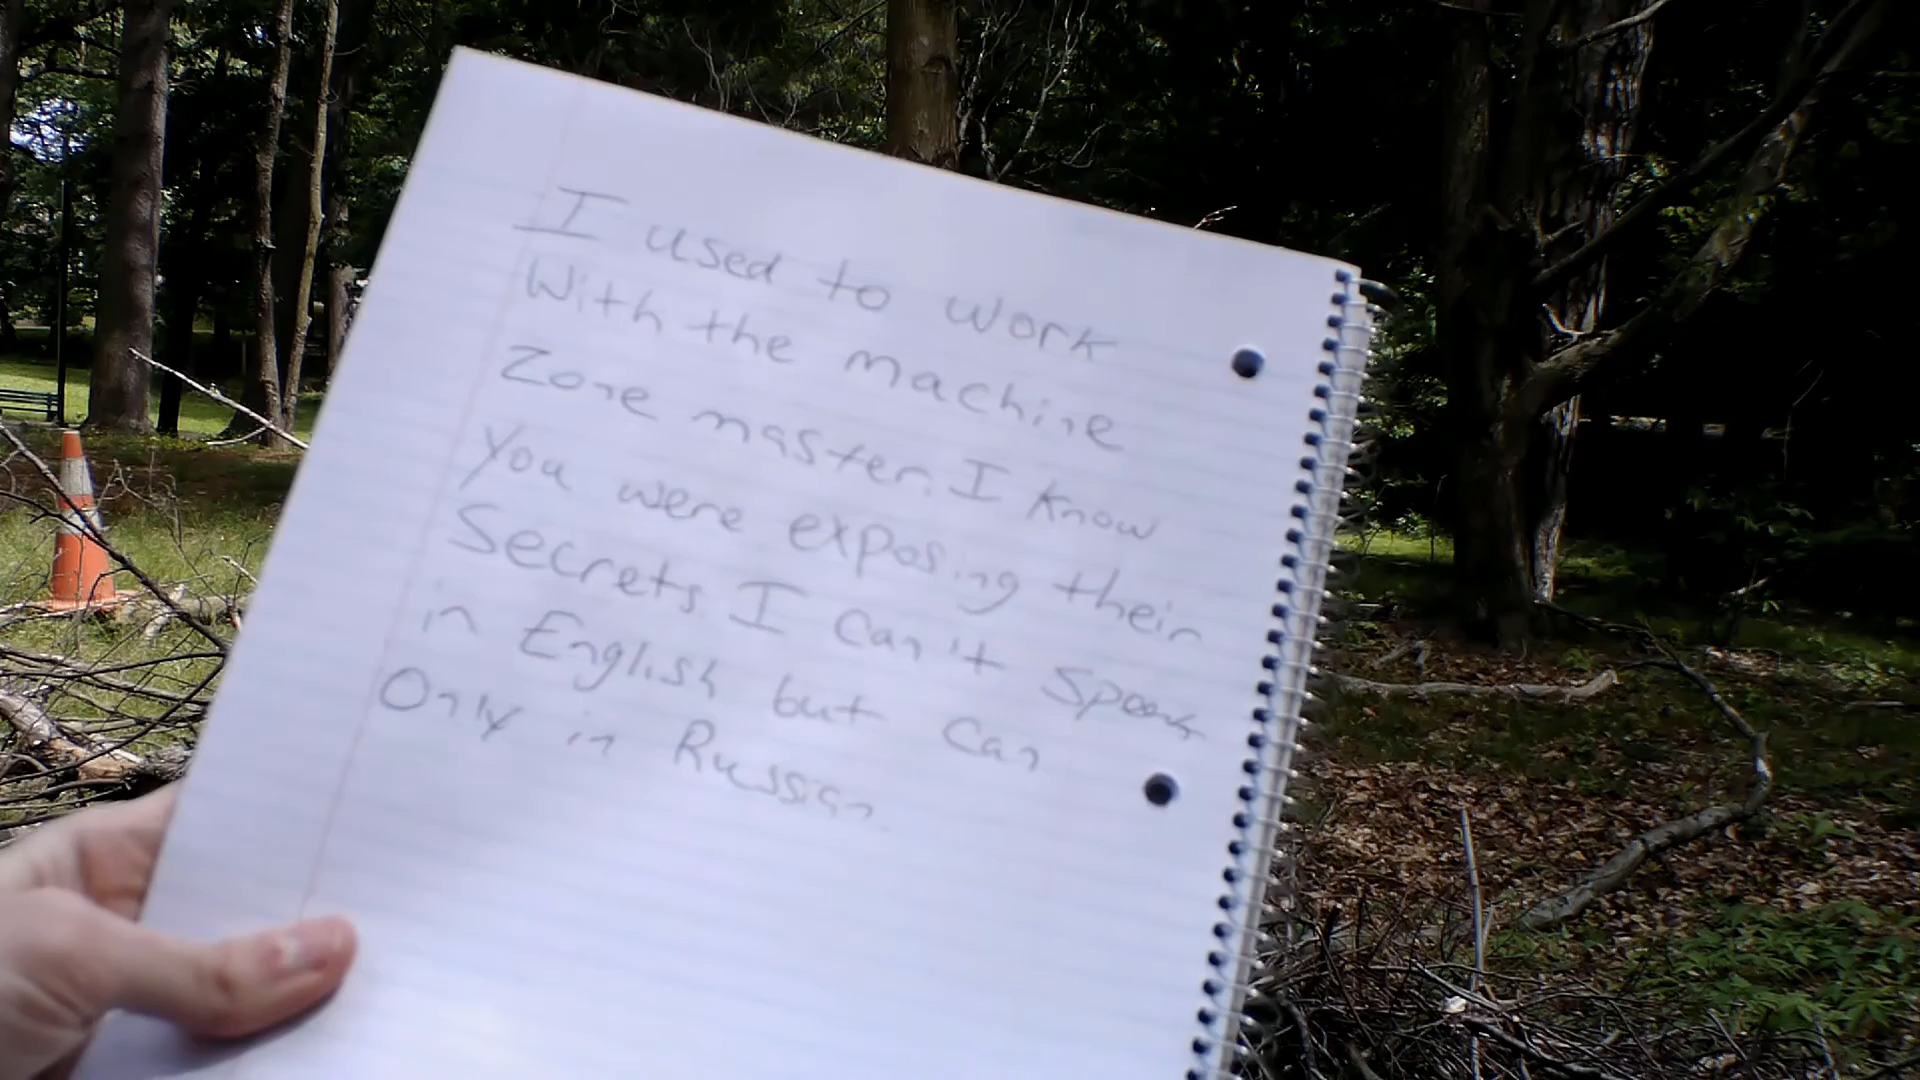 I used to work
With the machine
Zone master. I know
You were exposing their
Secrets. I can't speak
in English but can
Only in Russian.